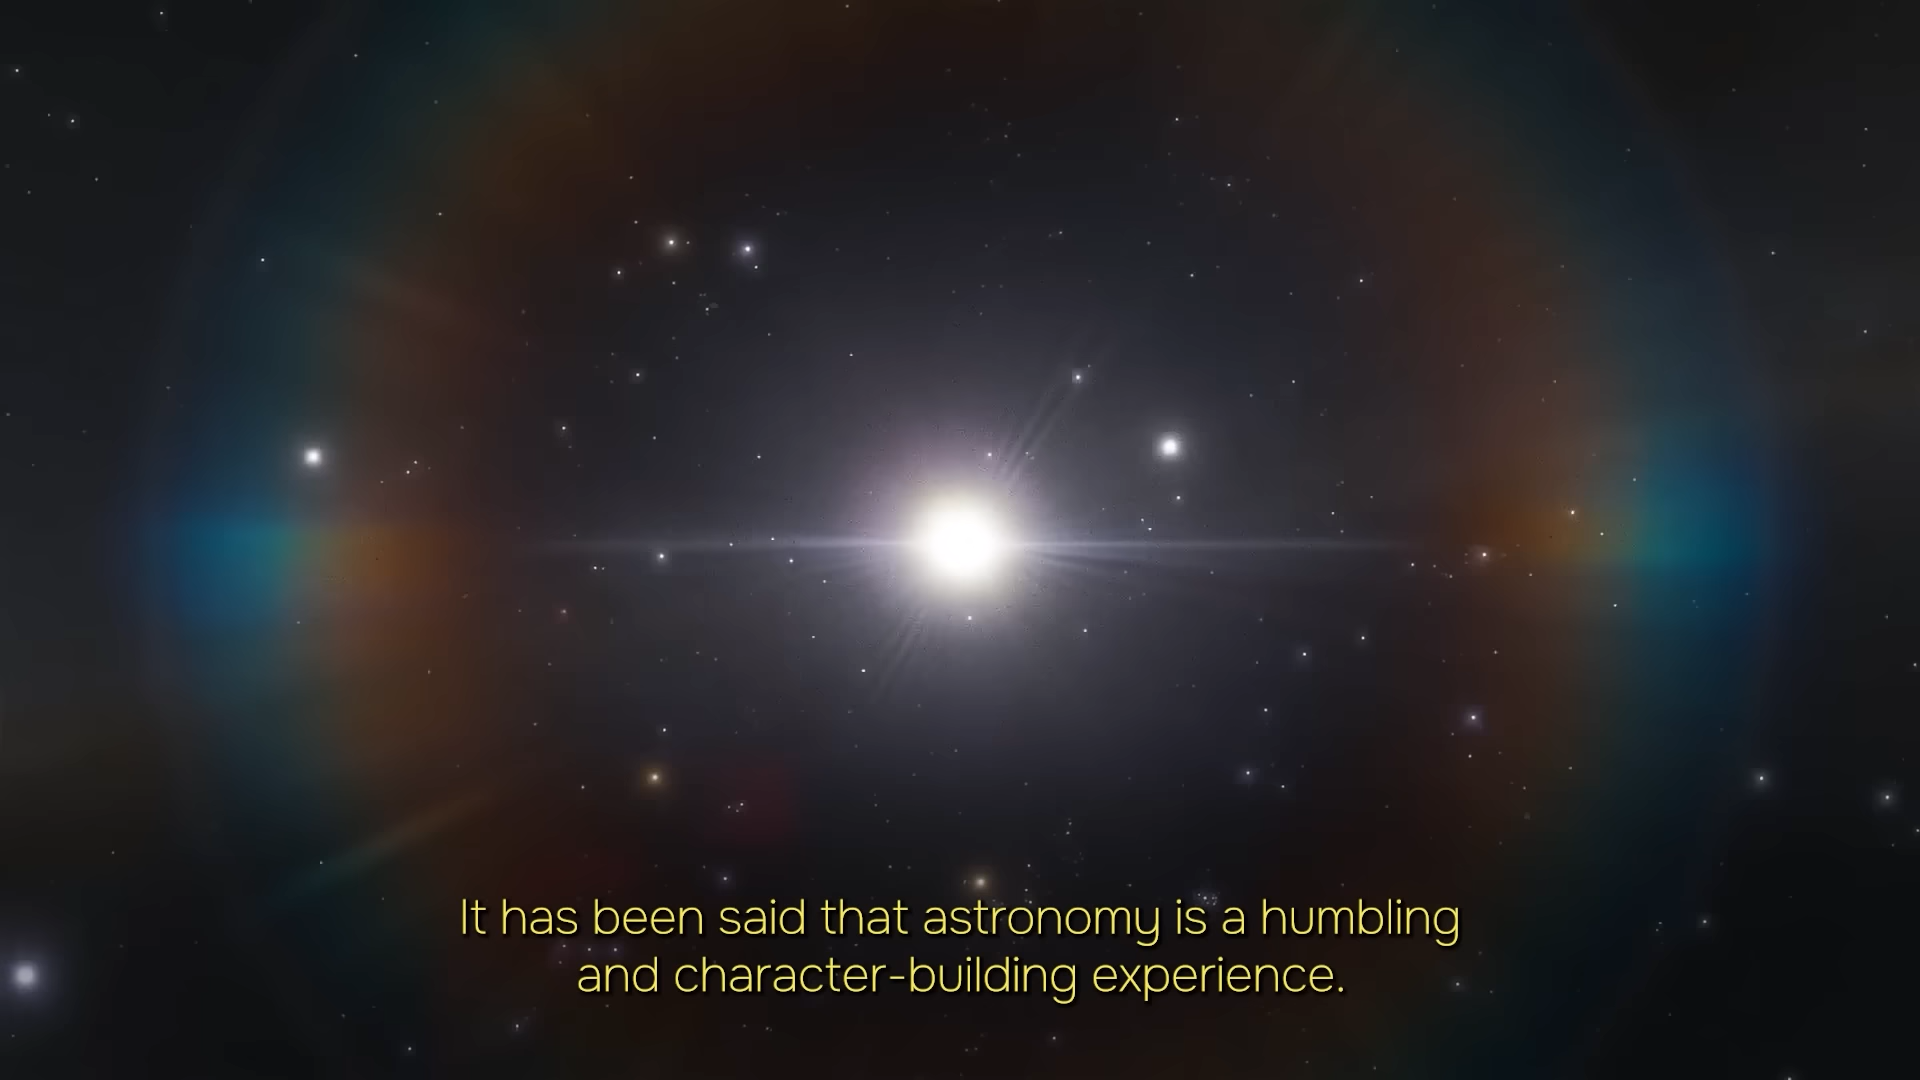 It has been said that astronomy is a humbling
and character-building experience.